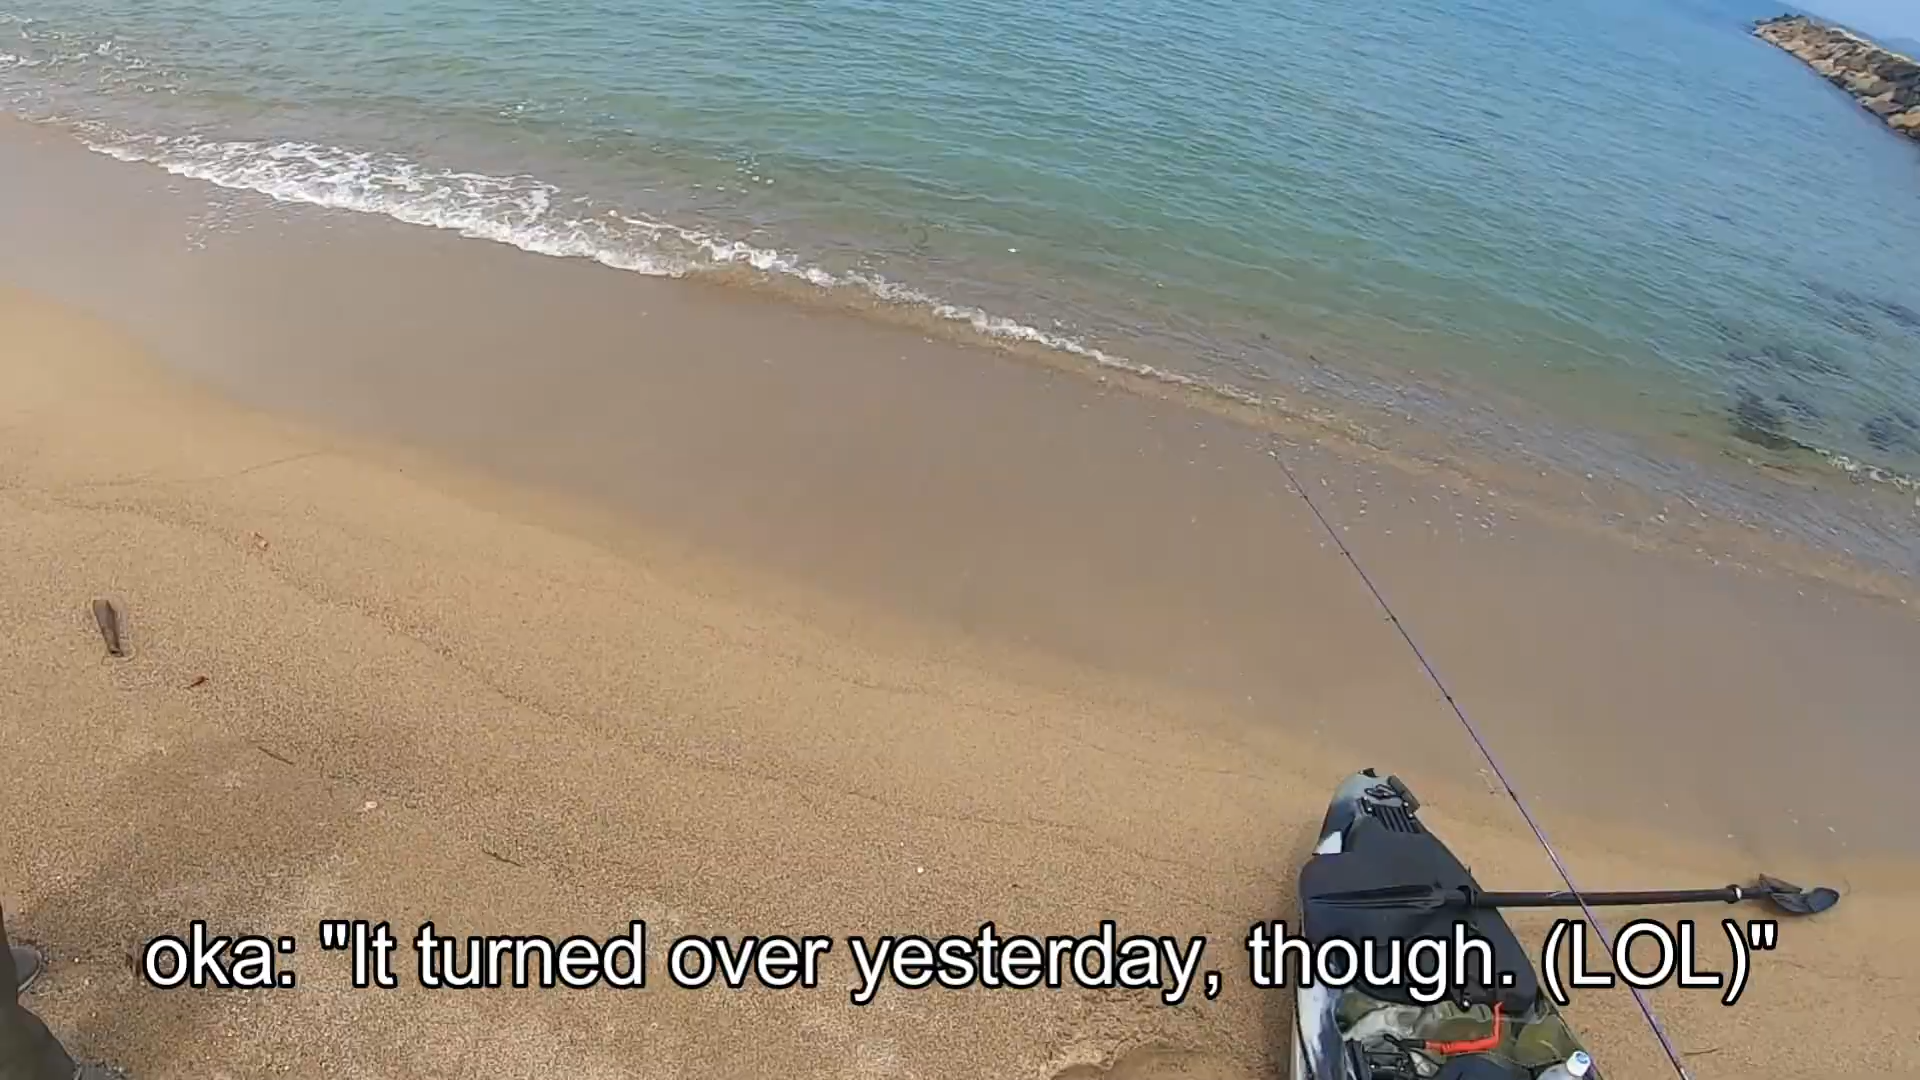 oka: "It turned over yesterday, though. (LOL)"